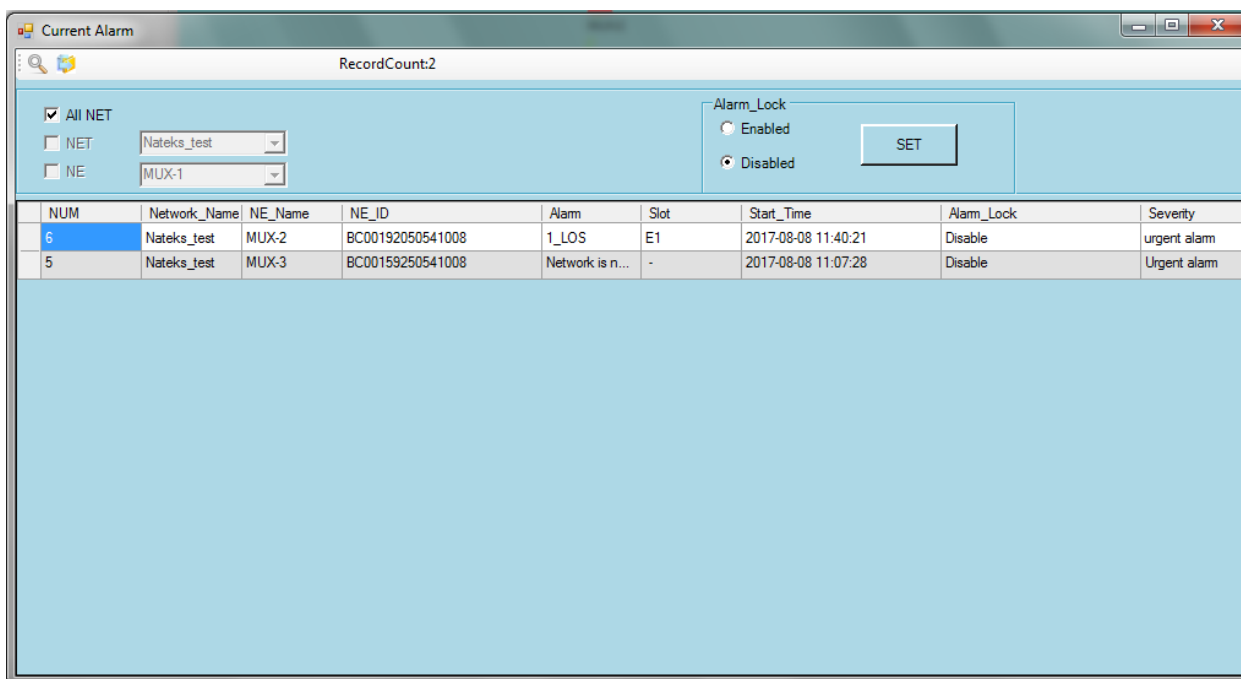 Current Alarm
RecordCount:2
All NET
NET Nateks_test
NE MUX-1
Alarm_Lock
Enabled
Disabled
SET
NUM Network_Name NE_Name NE_ID Alarm Slot Start_Time Alarm_Lock Severity
6 Nateks_test MUX-2 BC00192050541008 1_LOS E1 2017-08-08 11:40:21 Disable urgent alarm
5 Nateks_test MUX-3 BC00159250541008 Network is n... - 2017-08-08 11:07:28 Disable Urgent alarm